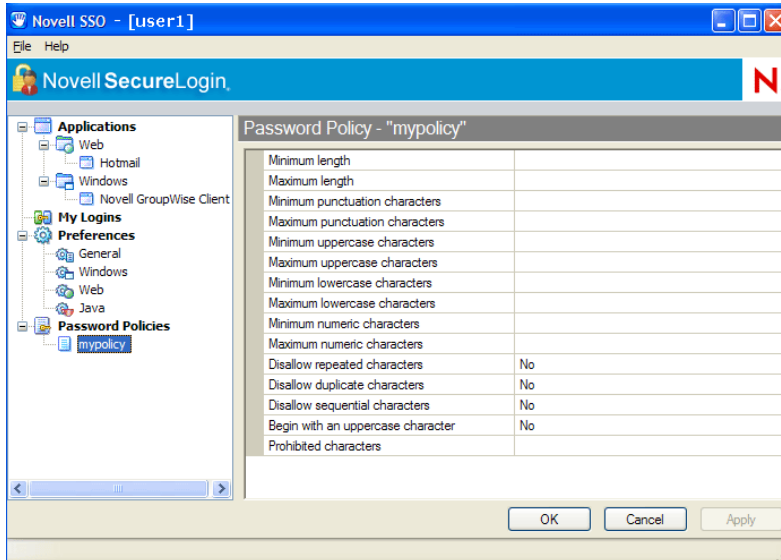 Novell SSO - [user1]
File Help
Novell SecureLogin®
N
Applications
Web
Hotmail
Windows
Novell GroupWise Client
My Logins
Preferences
General
Windows
Web
Java
Password Policies
mypolicy
Password Policy - "mypolicy"
Minimum length
Maximum length
Minimum punctuation characters
Maximum punctuation characters
Minimum uppercase characters
Maximum uppercase characters
Minimum lowercase characters
Maximum lowercase characters
Minimum numeric characters
Maximum numeric characters
Disallow repeated characters No
Disallow duplicate characters No
Disallow sequential characters No
Begin with an uppercase character No
Prohibited characters
OK Cancel Apply